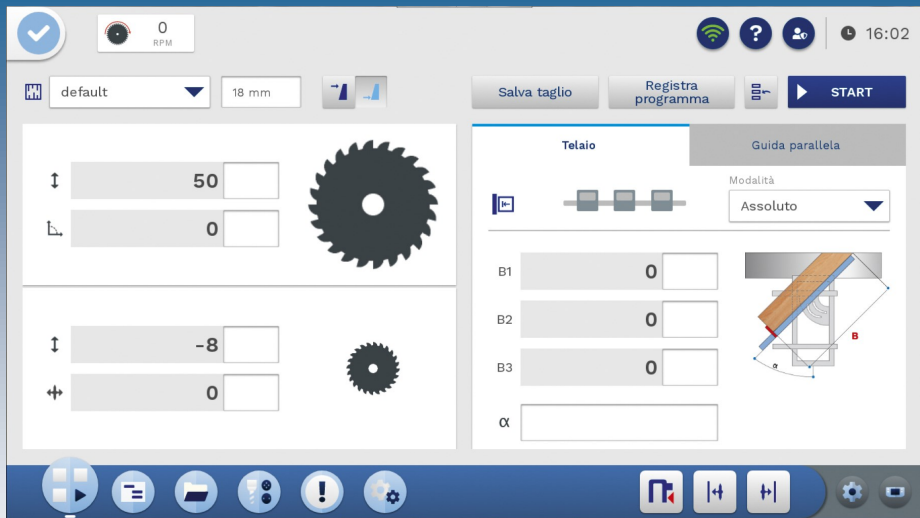 0
RPM
16:02
default
18 mm
Salva taglio
Registra
programma
START
Telaio
Guida parallela
50
0
Modalità
Assoluto
B1
0
B2
0
B3
0
α
-8
0
B
α